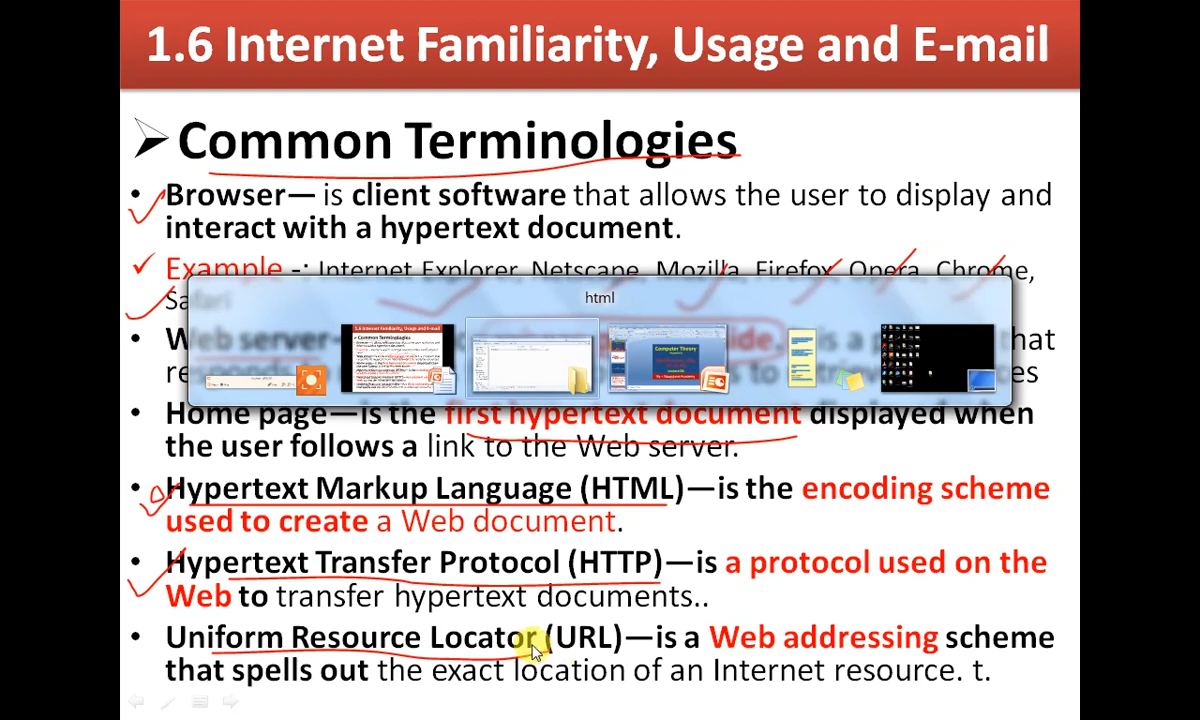 1.6 Internet Familiarity, Usage and E-mail
Common Terminologies
• Browser— is client software that allows the user to display and
interact with a hypertext document.
Example -: Internet Explorer, Netscape, Mozilla, Firefox, Opera, Chrome,
Safari
html
• Web server— side. that
Computer Theory
• Home page—is the first hypertext document displayed when
the user follows a link to the Web server.
• Hypertext Markup Language (HTML)—is the encoding scheme
used to create a Web document.
• Hypertext Transfer Protocol (HTTP)—is a protocol used on the
Web to transfer hypertext documents..
• Uniform Resource Locator (URL)—is a Web addressing scheme
that spells out the exact location of an Internet resource. t.